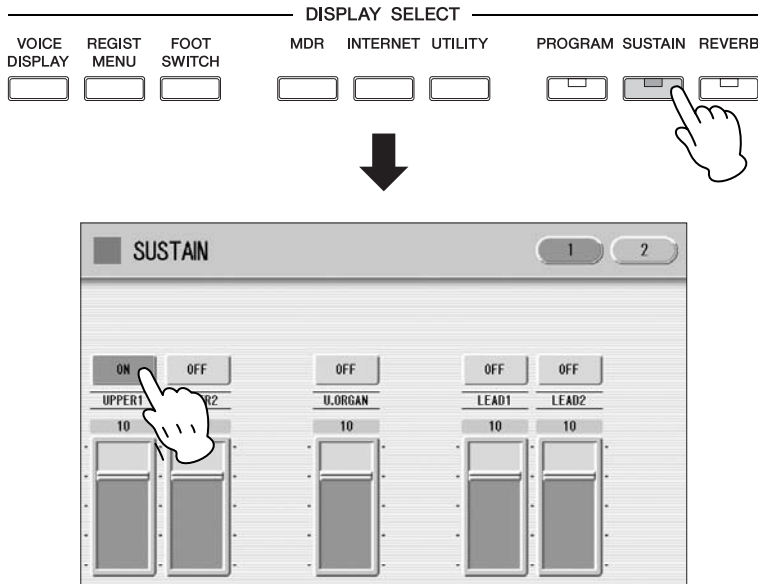 DISPLAY SELECT
VOICE DISPLAY REGIST MENU FOOT SWITCH MDR INTERNET UTILITY PROGRAM SUSTAIN REVERB
SUSTAIN 1 2
ON OFF OFF OFF OFF
UPPER1 R2 U.ORGAN LEAD1 LEAD2
10 10 10 10